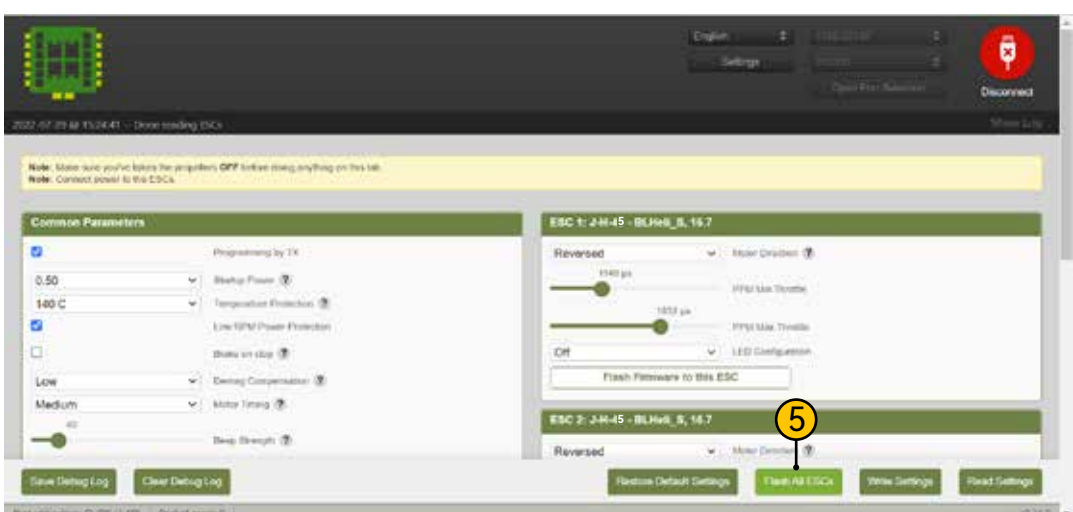 English
Settings
Disconnect
2022-07-29 @ 15:24:41 -- Done reading ESCs
Show Log
Note: Make sure you've taken the propellers OFF before doing anything on this tab.
Note: Connect power to the ESCs.
Common Parameters
Programming by TX
0.50
Startup Power ?
140 C
Temperature Protection ?
Low RPM Power Protection
Brake on stop ?
Low
Demag Compensation ?
Medium
Motor Timing ?
40
Beep Strength ?
ESC 1: J-H-45 - BLHeli_S, 16.7
Reversed
Motor Direction ?
PPM Max Throttle
Off
LED Configuration
Flash Firmware to this ESC
ESC 2: J-H-45 - BLHeli_S, 16.7
5
Reversed
Motor Direction ?
Save Debug Log
Clear Debug Log
Restore Default Settings
Flash All ESCs
Write Settings
Read Settings